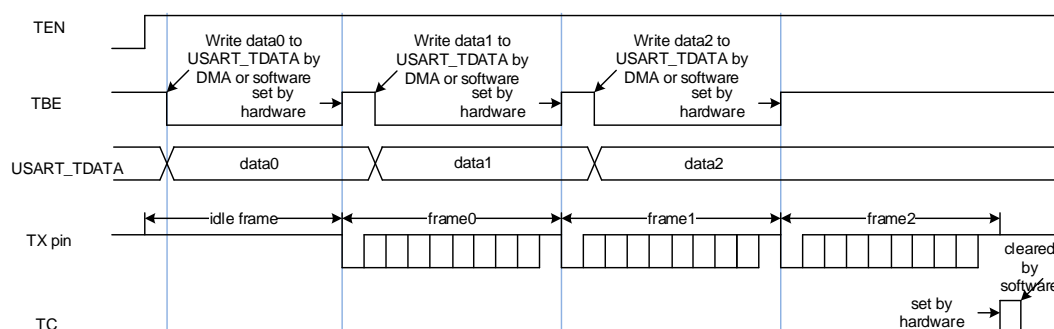 TEN
Write data0 to
USART_TDATA by
DMA or software
Write data1 to
USART_TDATA by
DMA or software
Write data2 to
USART_TDATA by
DMA or software
TBE
set by
hardware
set by
hardware
set by
hardware
USART_TDATA
data0
data1
data2
idle frame
frame0
frame1
frame2
TX pin
cleared
by
software
set by
hardware
TC